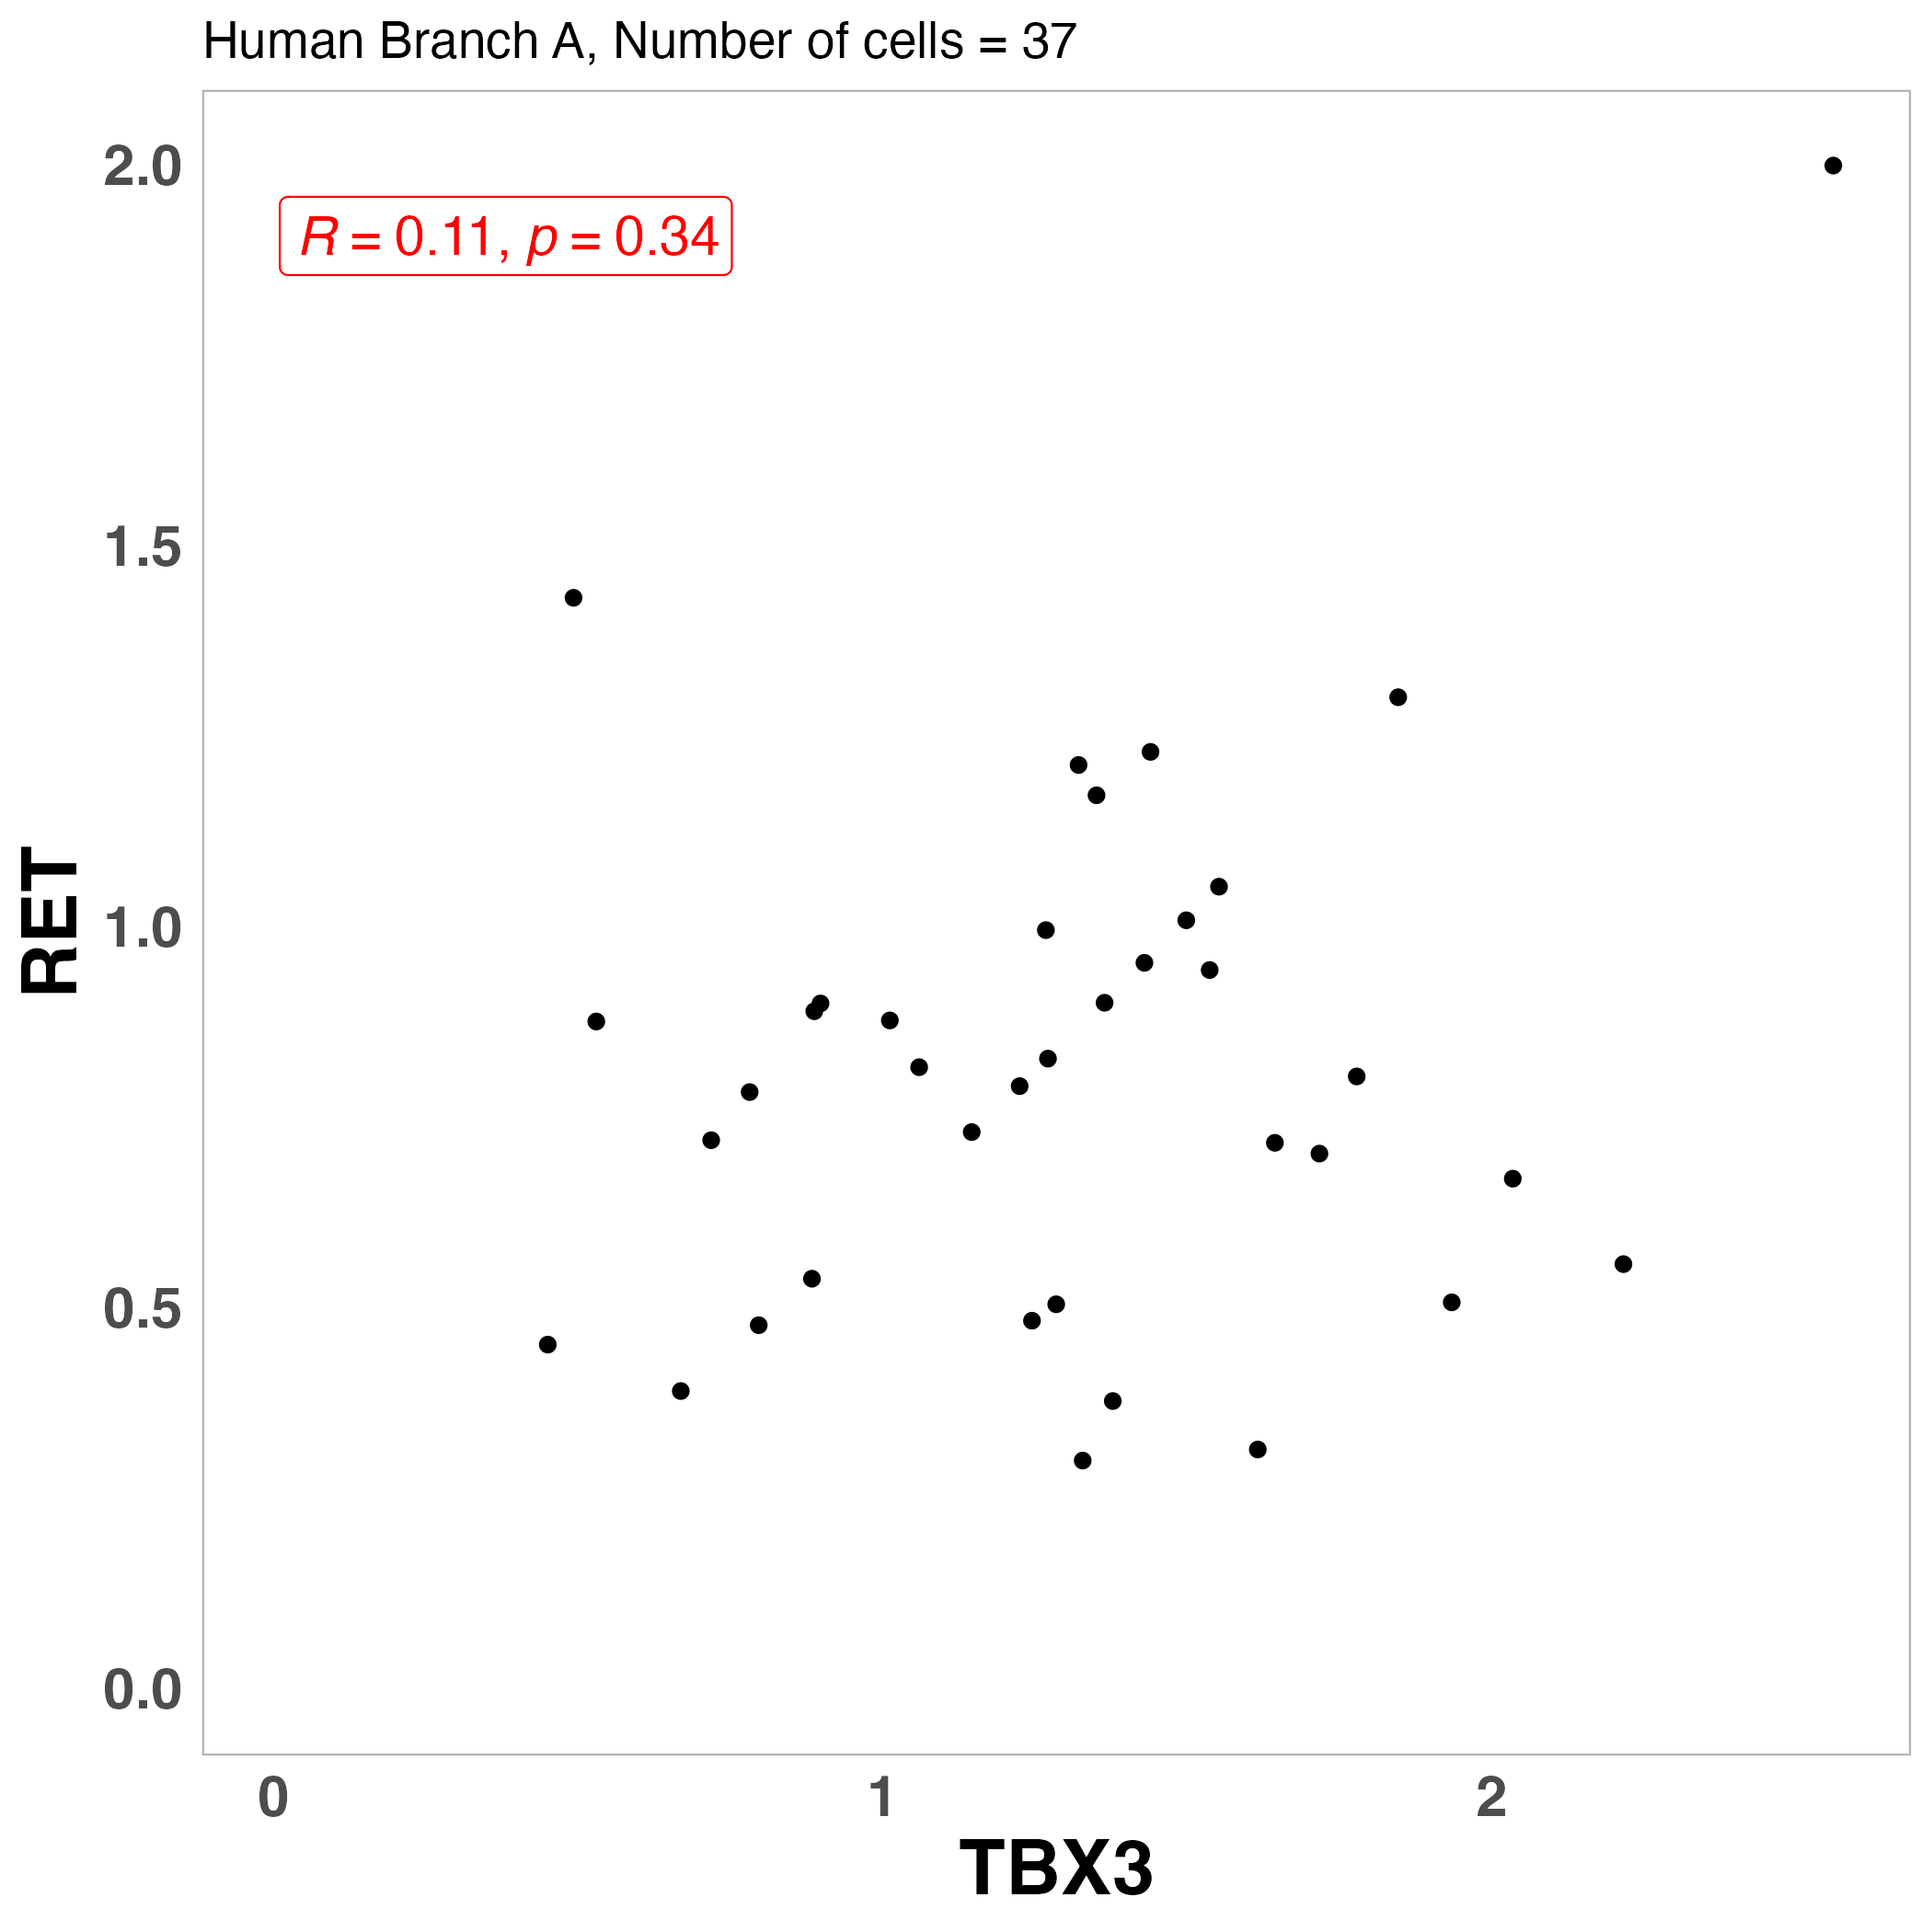 Human Branch A, Number of cells = 37
2.0
R = 0.11, p = 0.34
1.5
RET
1.0
0.5
0.0
0 1 2
TBX3